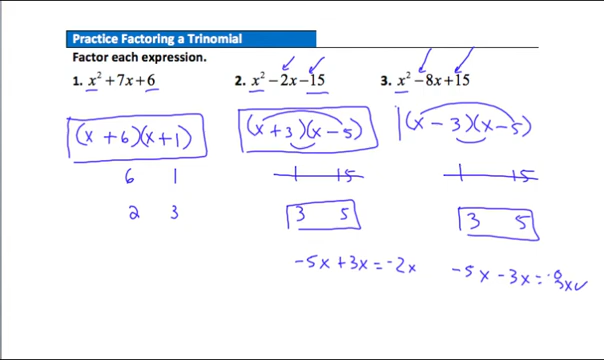 Practice Factoring a Trinomial
Factor each expression.
1. x² + 7x + 6
2. x² − 2x − 15
3. x² − 8x + 15
(x + 6)(x + 1)
(x + 3)(x − 5)
(x − 3)(x − 5)
6 1
1 15
1 15
2 3
3 5
3 5
-5x + 3x = -2x
-5x - 3x = -8x ✓